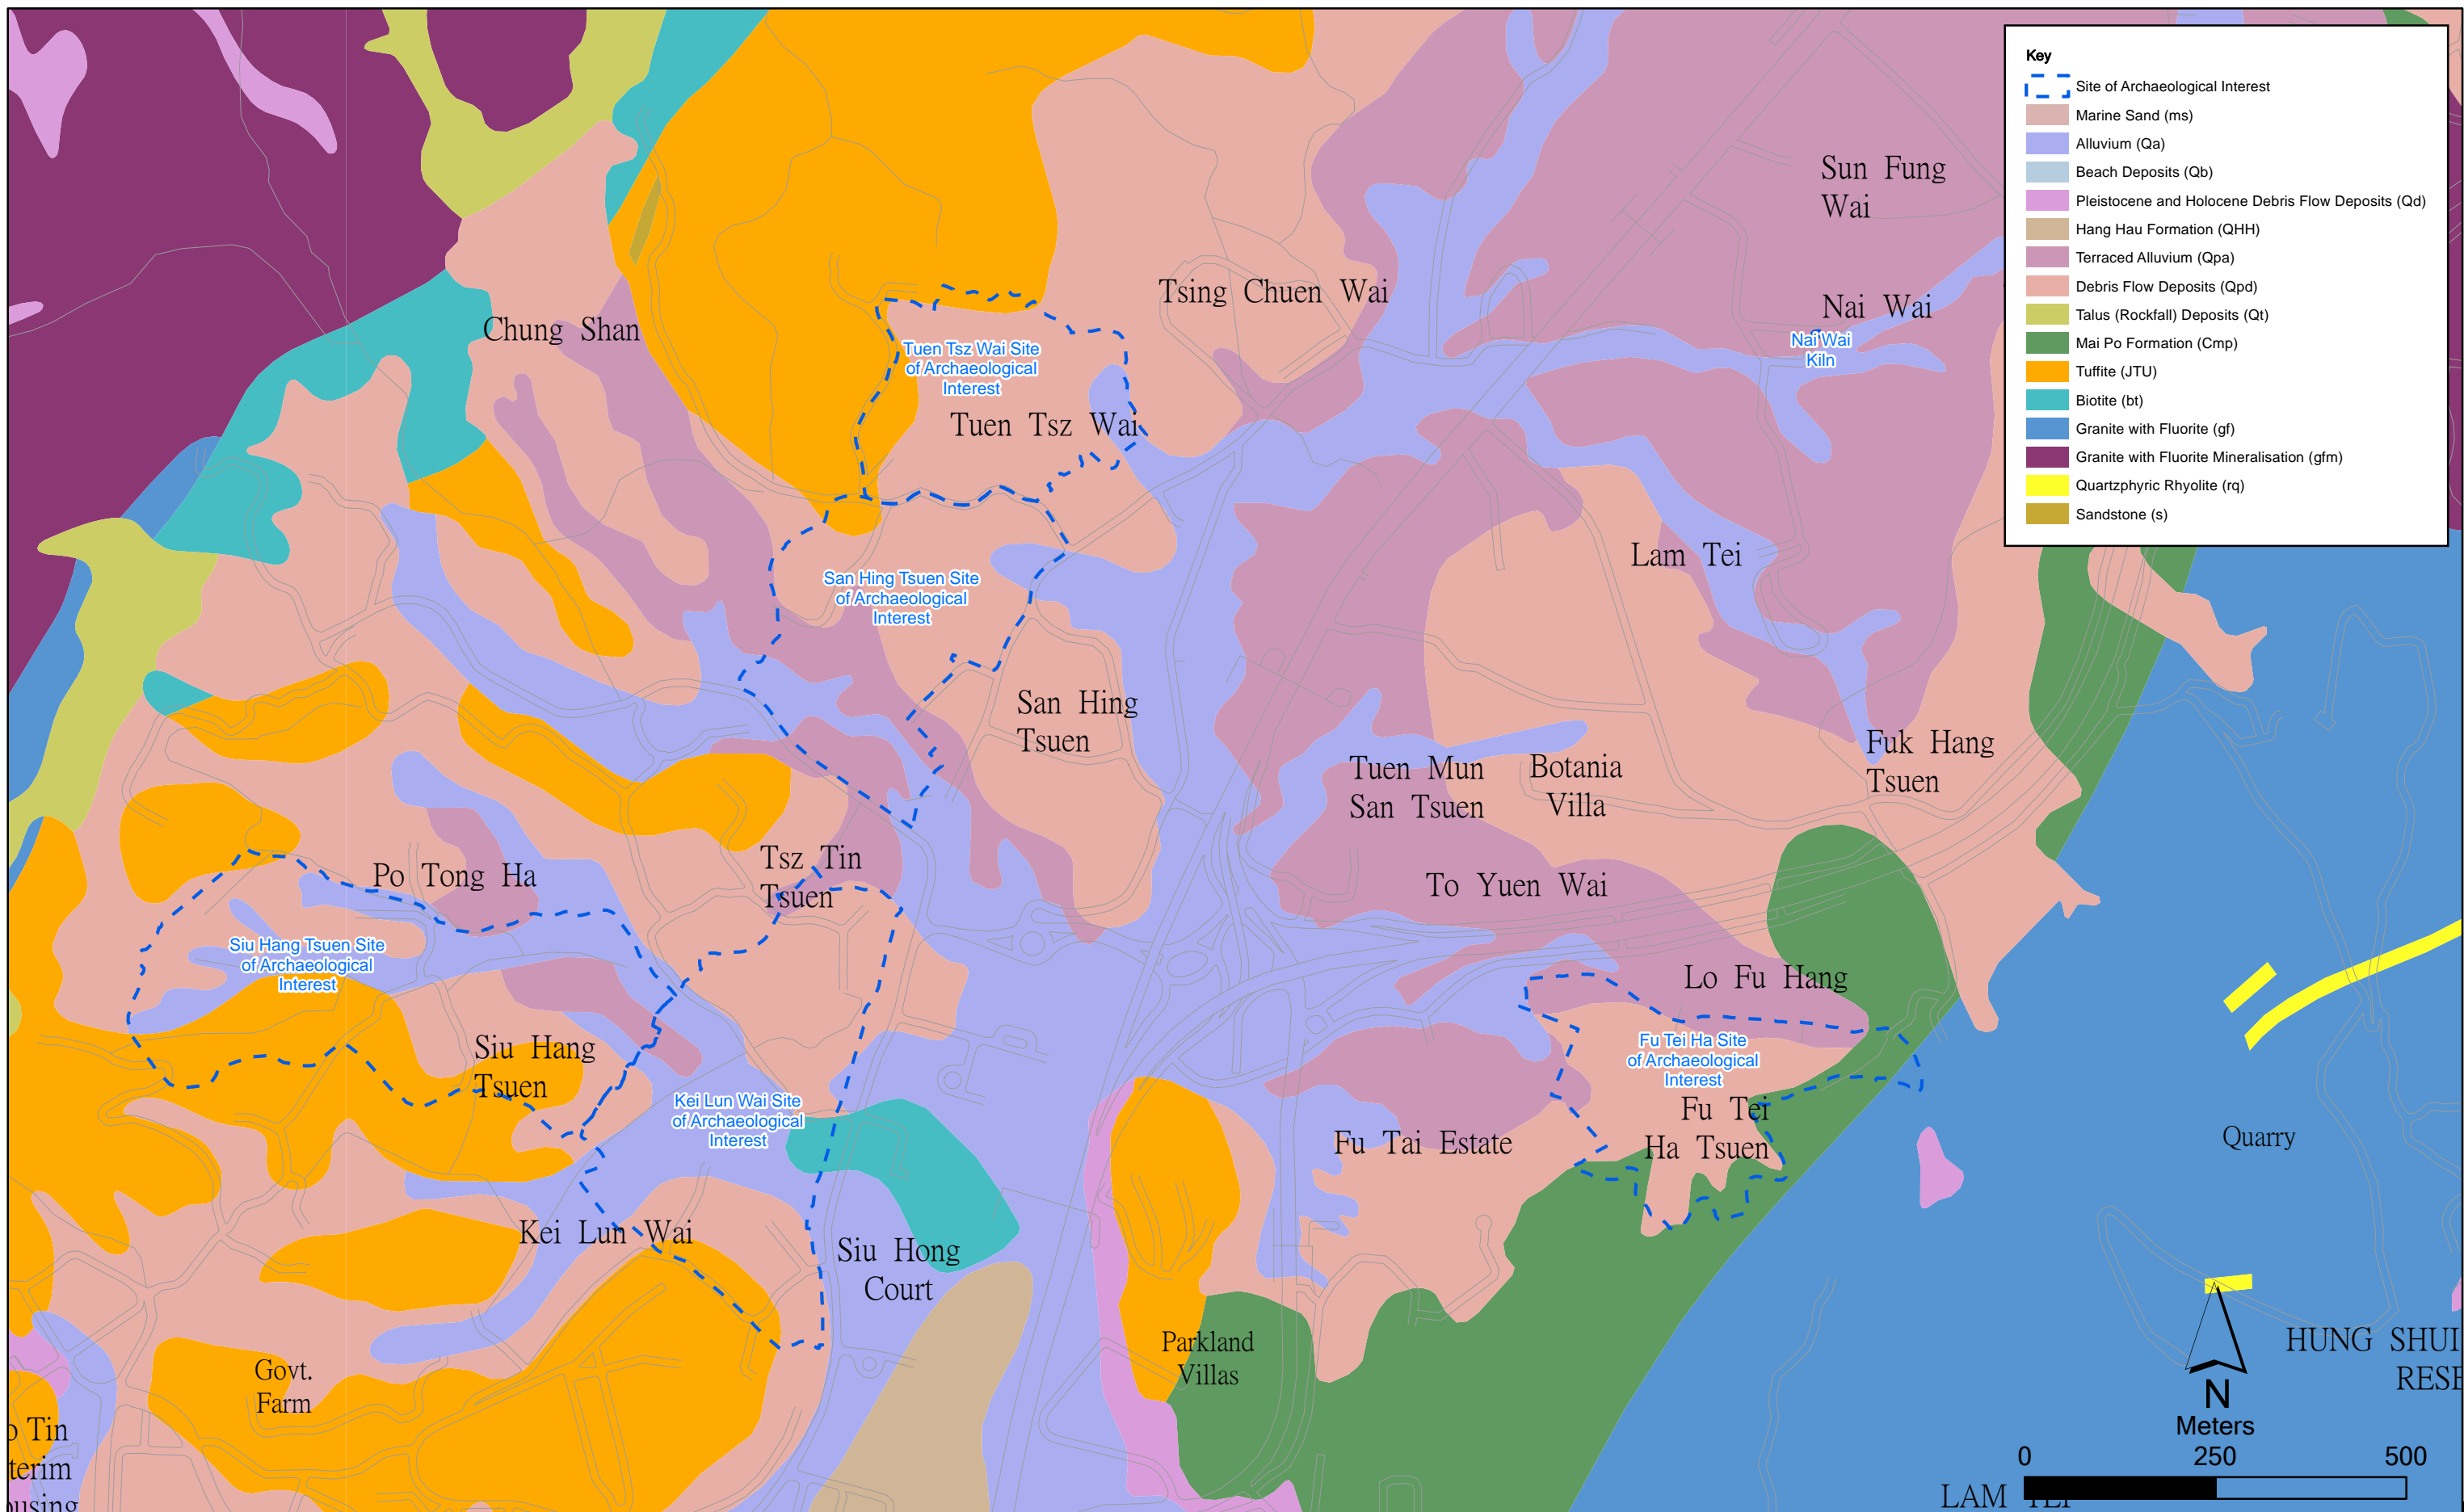 Key
Site of Archaeological Interest
Marine Sand (ms)
Alluvium (Qa)
Beach Deposits (Qb)
Pleistocene and Holocene Debris Flow Deposits (Qd)
Hang Hau Formation (QHH)
Terraced Alluvium (Qpa)
Debris Flow Deposits (Qpd)
Talus (Rockfall) Deposits (Qt)
Mai Po Formation (Cmp)
Tuffite (JTU)
Biotite (bt)
Granite with Fluorite (gf)
Granite with Fluorite Mineralisation (gfm)
Quartzphyric Rhyolite (rq)
Sandstone (s)
Sun Fung
Wai
Tsing Chuen Wai
Nai Wai
Nai Wai
Kiln
Chung Shan
Tuen Tsz Wai Site
of Archaeological
Interest
Tuen Tsz Wai
Lam Tei
San Hing Tsuen Site
of Archaeological
Interest
San Hing
Tsuen
Fuk Hang
Tsuen
Tuen Mun
San Tsuen
Botania
Villa
Tsz Tin
Tsuen
Po Tong Ha
To Yuen Wai
Siu Hang Tsuen Site
of Archaeological
Interest
Lo Fu Hang
Siu Hang
Tsuen
Fu Tei Ha Site
of Archaeological
Interest
Kei Lun Wai Site
of Archaeological
Interest
Fu Tei
Ha Tsuen
Fu Tai Estate
Quarry
Kei Lun Wai
Siu Hong
Court
Parkland
Villas
HUNG SHUI
RESE
Govt.
Farm
o Tin
terim
ousing
N
Meters
0 250 500
LAM TEI